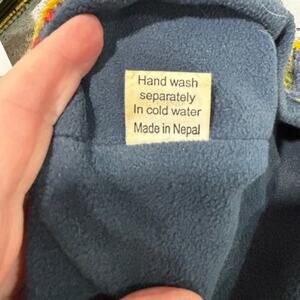 Hand wash
separately
In cold water
Made in Nepal